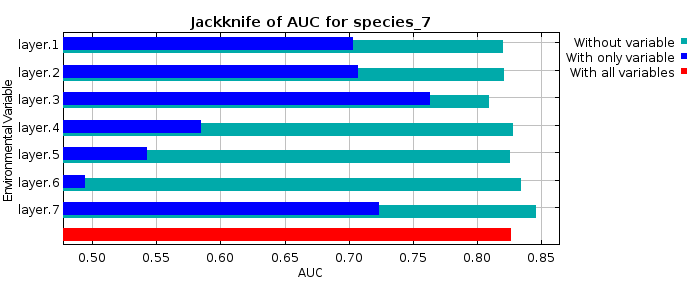 Jackknife of AUC for species_7
Environmental Variable
layer.1
layer.2
layer.3
layer.4
layer.5
layer.6
layer.7
0.50 0.55 0.60 0.65 0.70 0.75 0.80 0.85
AUC
Without variable
With only variable
With all variables